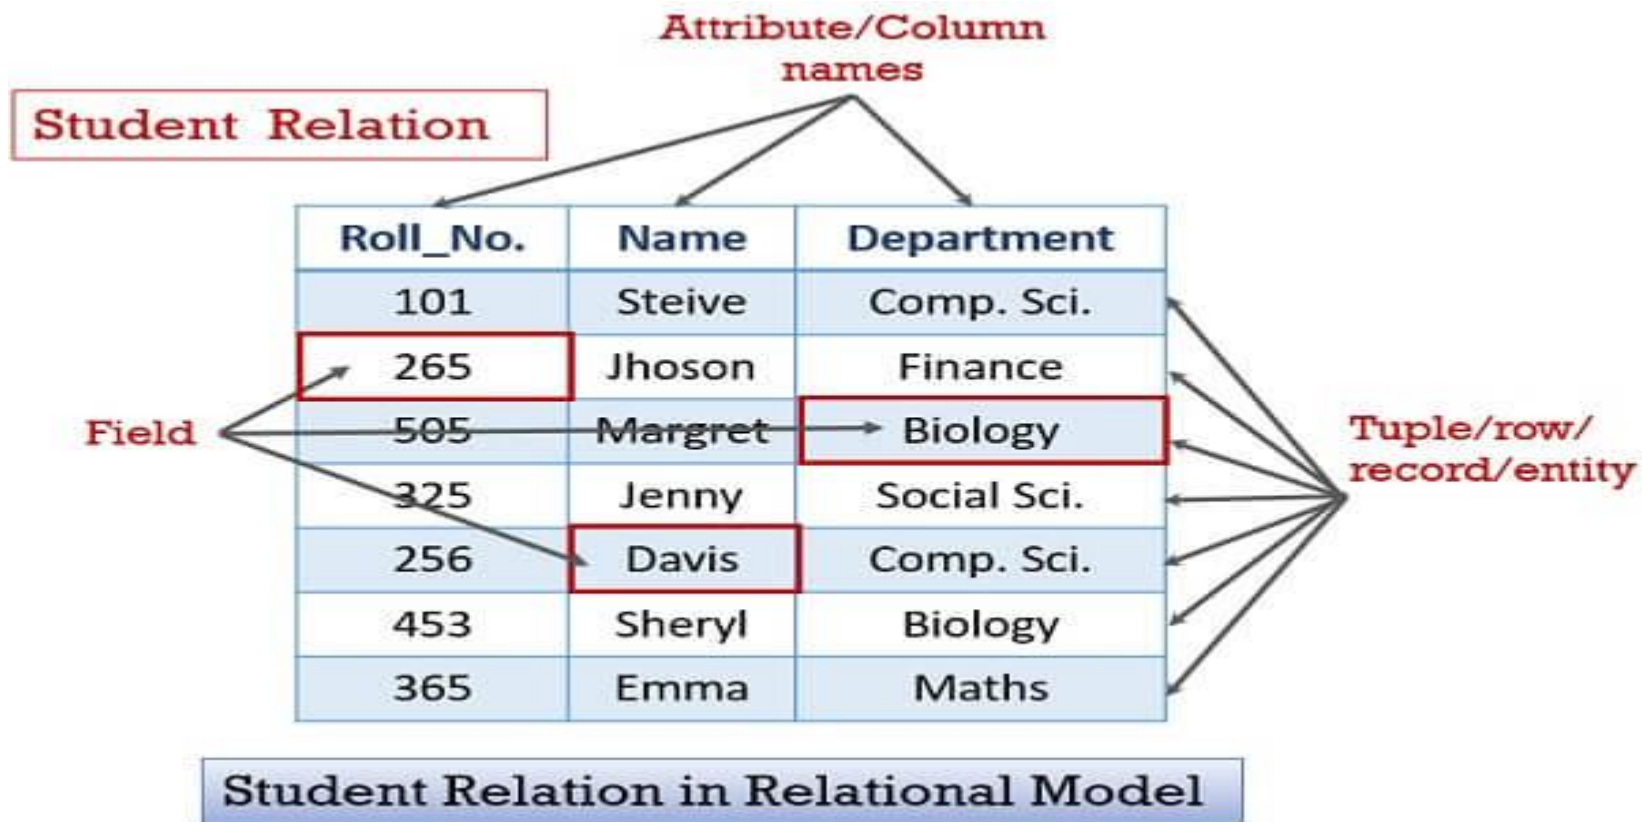 Attribute/Column
names
Student Relation
Roll_No. Name Department
101 Steive Comp. Sci.
265 Jhoson Finance
505 Margret Biology
325 Jenny Social Sci.
256 Davis Comp. Sci.
453 Sheryl Biology
365 Emma Maths
Field
Tuple/row/
record/entity
Student Relation in Relational Model